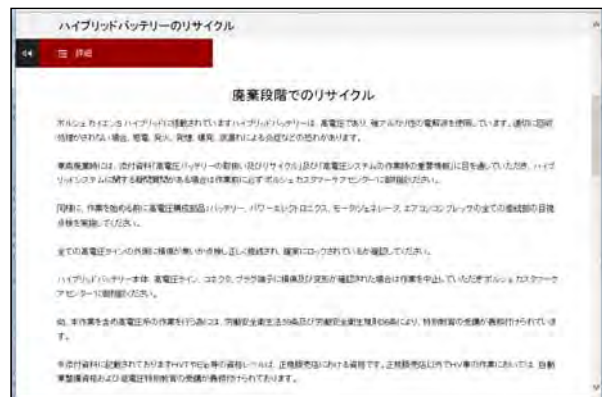 ハイブリッドバッテリーのリサイクル
詳細
廃棄段階でのリサイクル
ポルシェ カイエンS ハイブリッドに搭載されていますハイブリッドバッテリーは、高電圧であり、強アルカリ性の電解液を使用しています。適切に回収
処理がされない場合、感電、発火、発煙、爆発、液漏れによる炎症などの恐れがあります。
車両廃棄時には、添付資料「高電圧バッテリーの取扱い及びリサイクル」及び「高電圧システムの作業時の重要情報」に目を通していただき、ハイブ
リッドシステムに関する疑問質問がある場合は作業前に必ずポルシェ カスタマーケアセンターに御相談ください。
同様に、作業を始める前に高電圧構成部品(バッテリー、パワーエレクトロニクス、モータジェネレータ、エアコンコンプレッサ)の全ての接続部の目視
点検を実施してください。
全ての高電圧ラインの外側に損傷が無いか点検し正しく接続され、確実にロックされているか確認してください。
ハイブリッドバッテリー本体、高電圧ライン、コネクタ、プラグ端子に損傷及び変形が確認された場合は作業を中止していただきポルシェ カスタマーケ
アセンターに御相談ください。
尚、本作業を含め高電圧系の作業を行う為には、労働安全衛生法59条及び労働安全衛生規則36条により、特別教育の受講が義務付けられていま
す。
※添付資料に記載されておりますHVTやEip等の資格レベルは、正規販売店における資格です。正規販売店以外でHV車の作業においては、自動
車整備資格および低電圧特別教育の受講が義務付けられております。